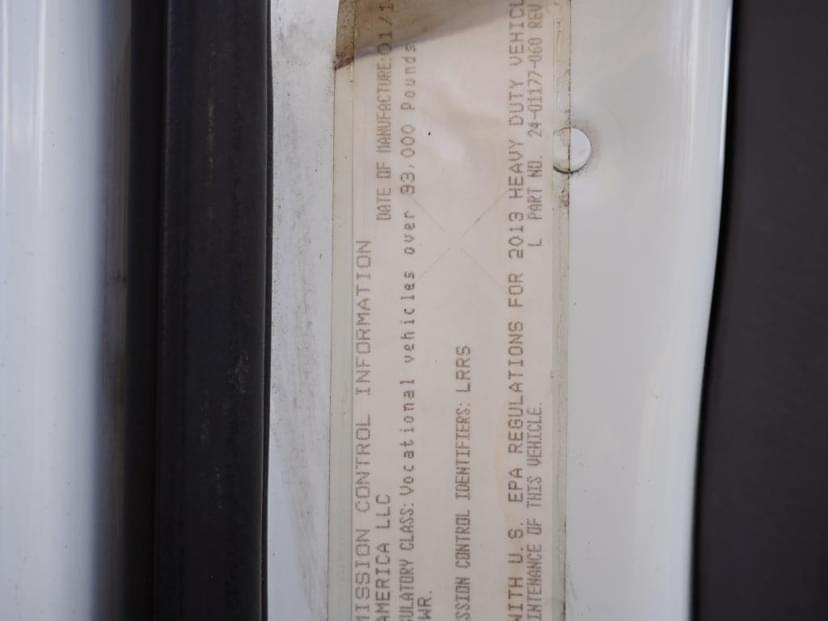 MISSION CONTROL INFORMATION
AMERICA LLC DATE OF MANUFACTURE:01/1
ULATORY CLASS: Vocational vehicles over 33,000 Pounds
WR.
SSION CONTROL IDENTIFIERS: LRRS
WITH U.S. EPA REGULATIONS FOR 2013 HEAVY DUTY VEHICL
INTENANCE OF THIS VEHICLE. L PART NO. 24-01177-060 REV